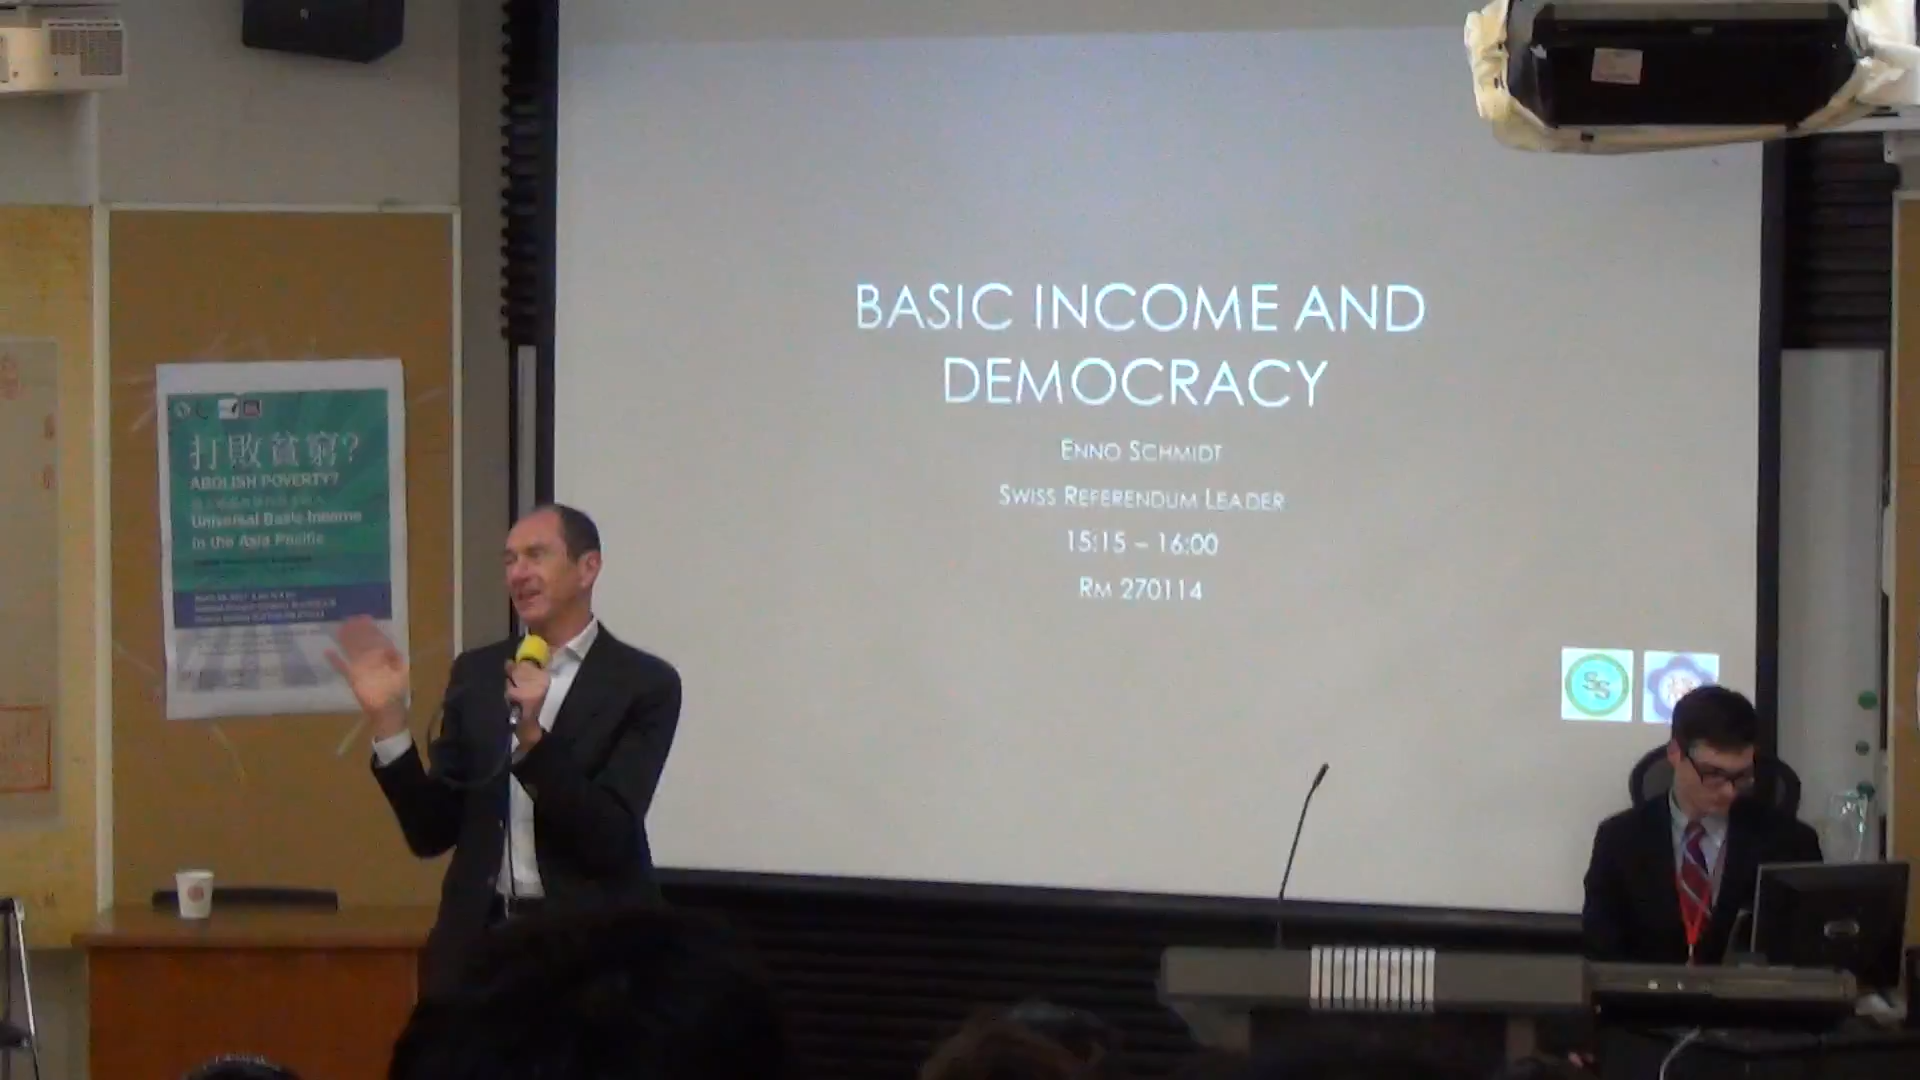 BASIC INCOME AND
DEMOCRACY
ENNO SCHMIDT
SWISS REFERENDUM LEADER
15:15 – 16:00
RM 270114
SS
打敗貧窮?
ABOLISH POVERTY?
Universal Basic Income
in the Asia Pacific